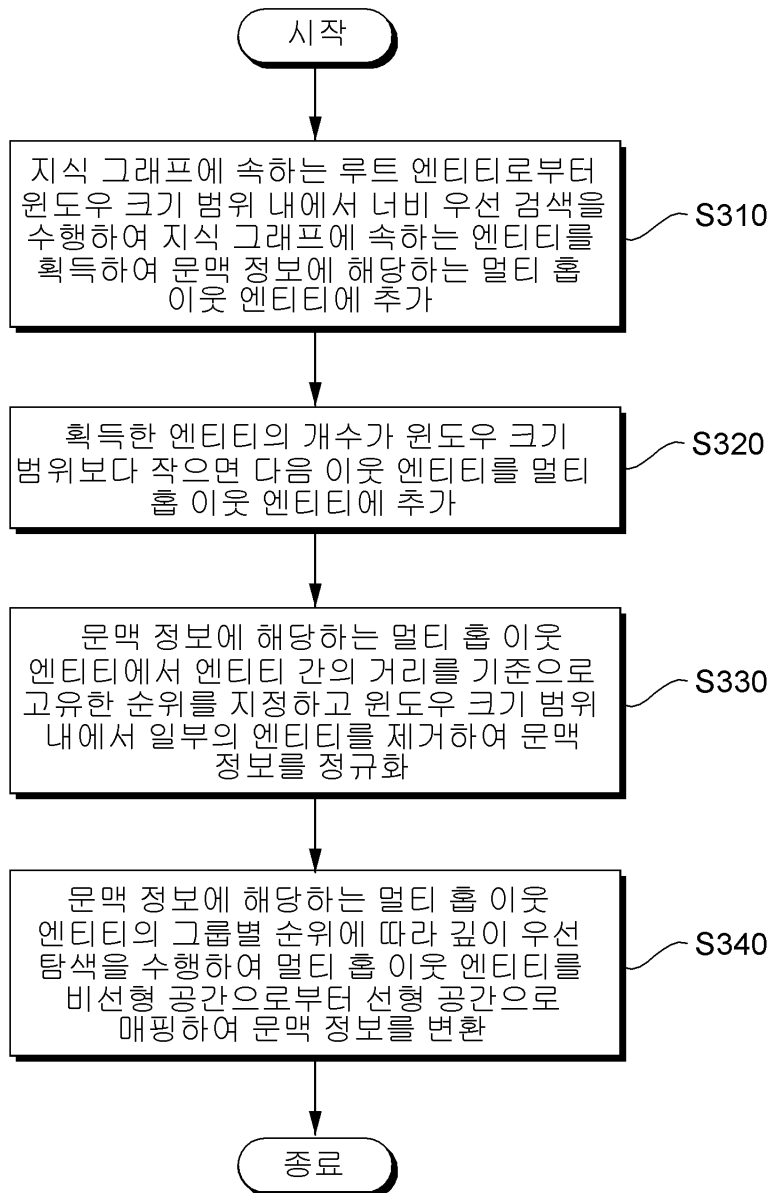 시작
지식 그래프에 속하는 루트 엔티티로부터
윈도우 크기 범위 내에서 너비 우선 검색을
수행하여 지식 그래프에 속하는 엔티티를
획득하여 문맥 정보에 해당하는 멀티 홉
이웃 엔티티에 추가
S310
획득한 엔티티의 개수가 윈도우 크기
범위보다 작으면 다음 이웃 엔티티를 멀티
홉 이웃 엔티티에 추가
S320
문맥 정보에 해당하는 멀티 홉 이웃
엔티티에서 엔티티 간의 거리를 기준으로
고유한 순위를 지정하고 윈도우 크기 범위
내에서 일부의 엔티티를 제거하여 문맥
정보를 정규화
S330
문맥 정보에 해당하는 멀티 홉 이웃
엔티티의 그룹별 순위에 따라 깊이 우선
탐색을 수행하여 멀티 홉 이웃 엔티티를
비선형 공간으로부터 선형 공간으로
매핑하여 문맥 정보를 변환
S340
종료